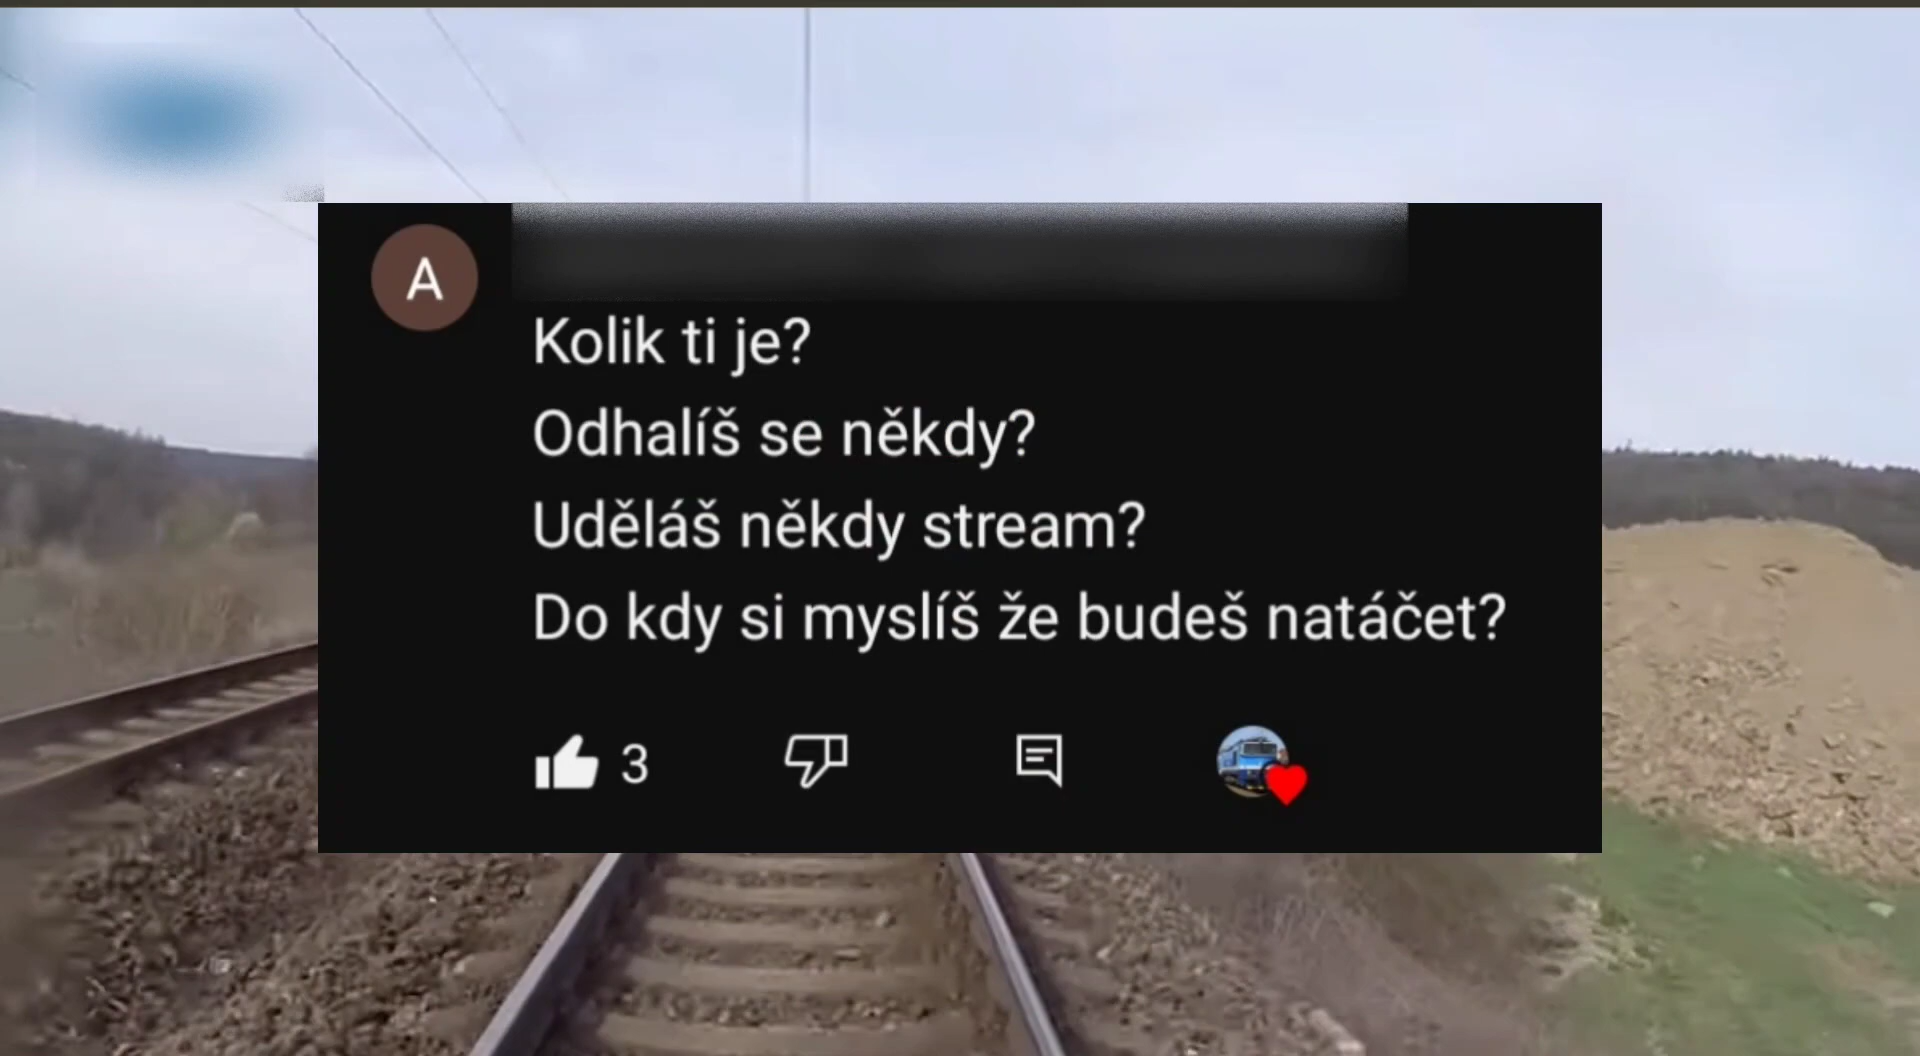 A
Kolik ti je?
Odhalíš se někdy?
Uděláš někdy stream?
Do kdy si myslíš že budeš natáčet?
3